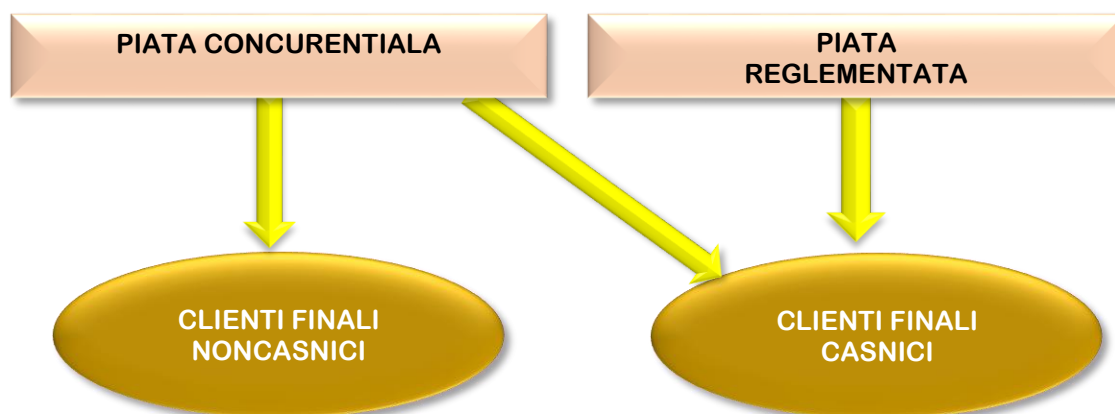 PIATA CONCURENTIALA
PIATA
REGLEMENTATA
CLIENTI FINALI
NONCASNICI
CLIENTI FINALI
CASNICI